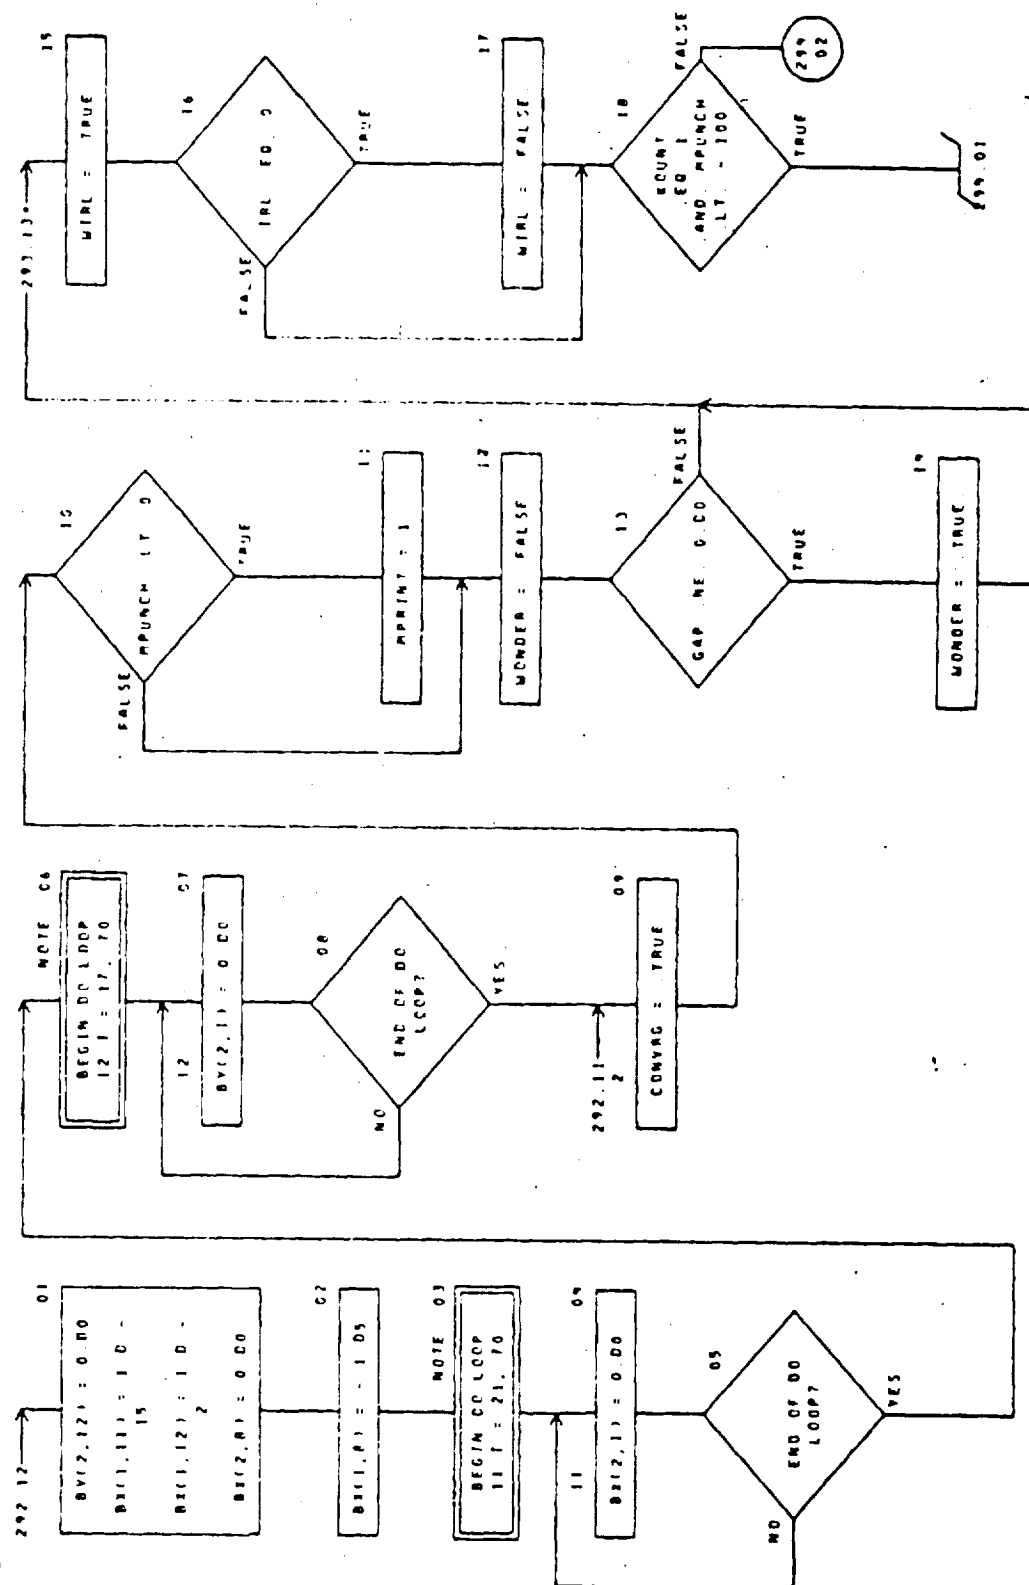 292 12
01
BY(2,12) = 0.D0
BX(1,11) = 1 D -
15
BX(1,12) = 1 D -
2
BX(2,8) = 0 D0
02
BX(1,8) = - 1 D5
NOTE 03
BEGIN DO LOOP
11 I = 21, 70
11
04
BX(2,I) = 0.D0
05
END OF DO
LOOP?
NO
YES
NOTE 06
BEGIN DO LOOP
12 I = 17, 70
12
07
BY(2,I) = 0 D0
08
END OF DO
LOOP?
NO
YES
292.11
2
09
CONVRG = .TRUE
10
MPUNCH .LT. 0
FALSE
TRUE
11
MPRINT = 1
12
WONDER = .FALSE
13
GAP .NE. 0.D0
FALSE
TRUE
14
WONDER = .TRUE.
293.13
15
WIRL = .TRUE
16
IRL .EQ. 0
FALSE
TRUE
17
WIRL = .FALSE.
18
KOUNT
.EQ. 1
.AND. MPUNCH
.LT. - 100
FALSE
299
02
TRUE
299.01